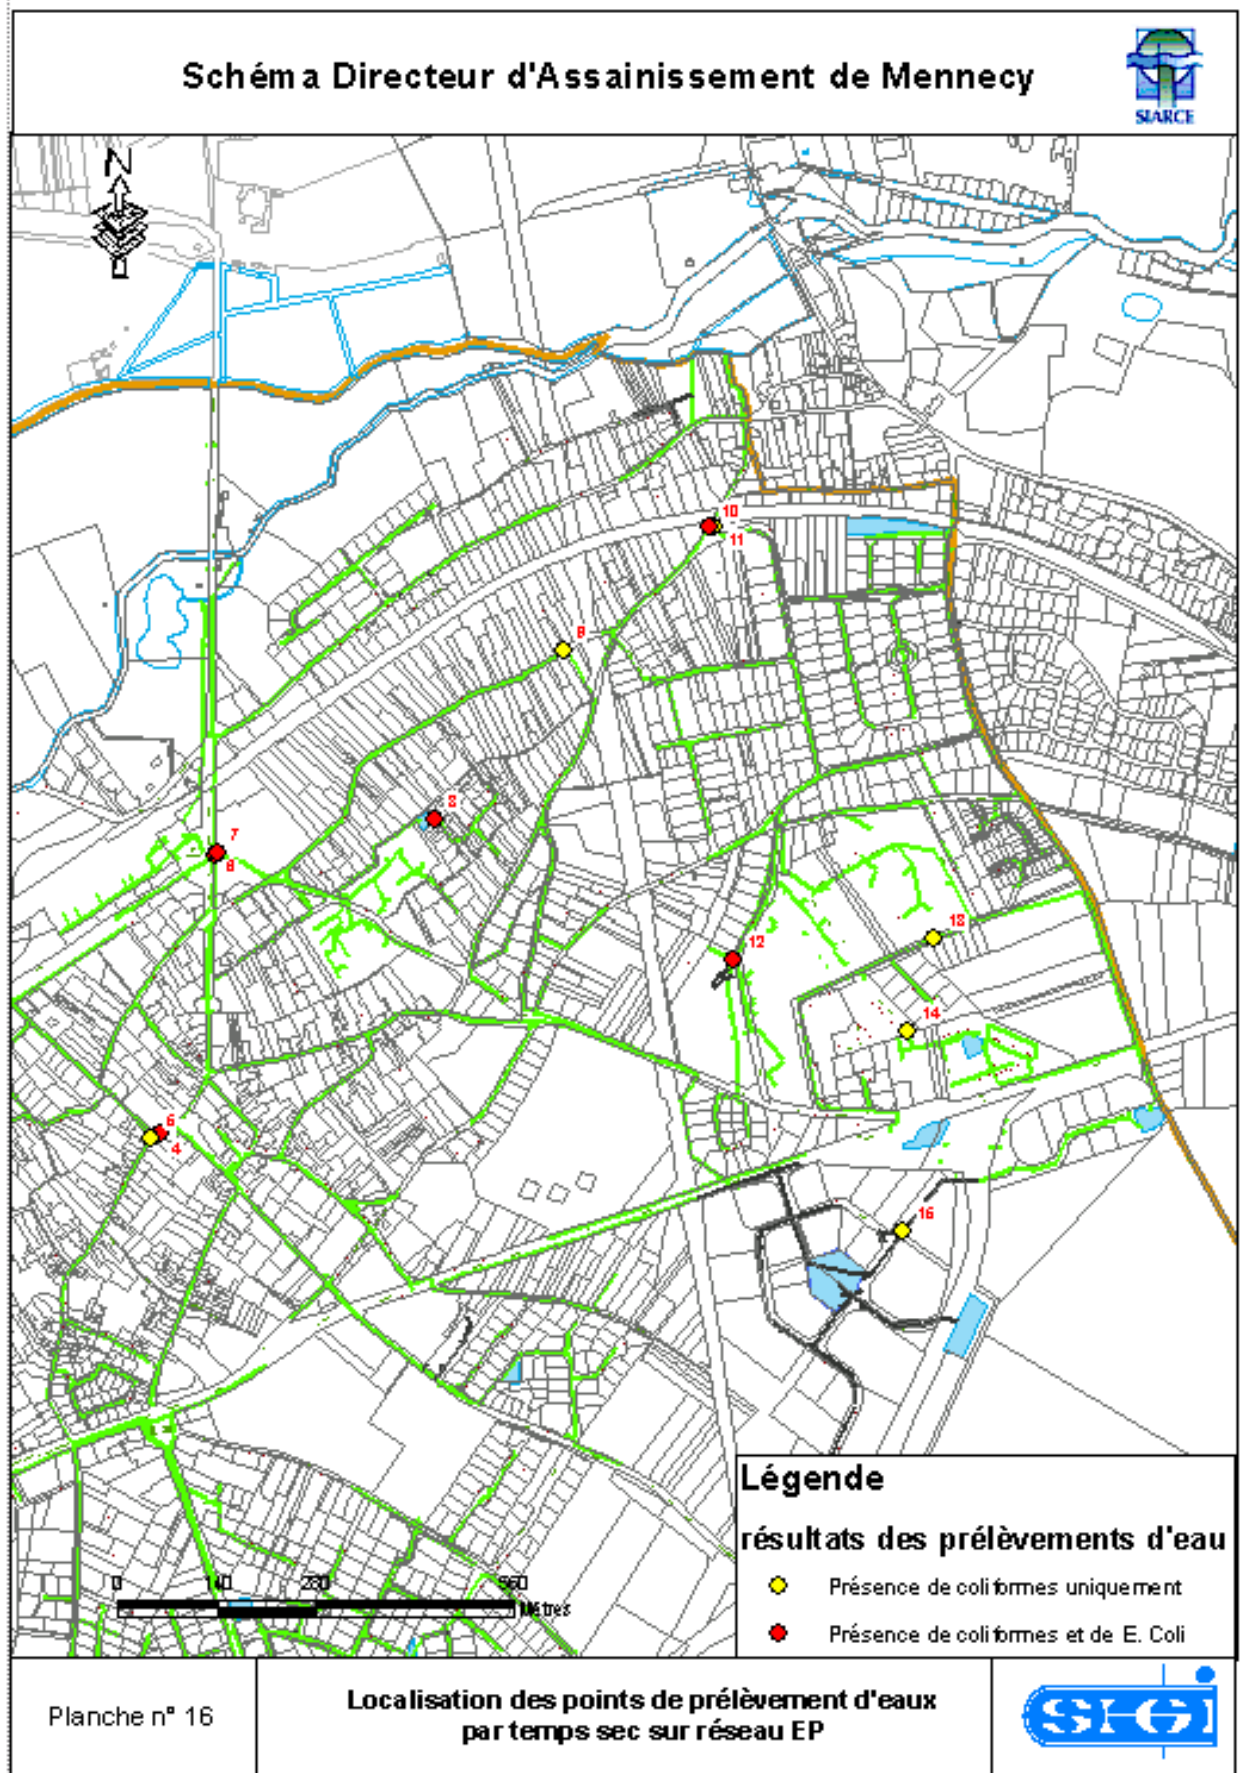 Schéma Directeur d'Assainissement de Mennecy
SIARCE
N
10
11
9
3
7
8
12
13
14
6
4
16
0 140 280 560
Mètres
Légende
résultats des prélèvements d'eau
Présence de coliformes uniquement
Présence de coliformes et de E. Coli
Planche n° 16
Localisation des points de prélèvement d'eaux
par temps sec sur réseau EP